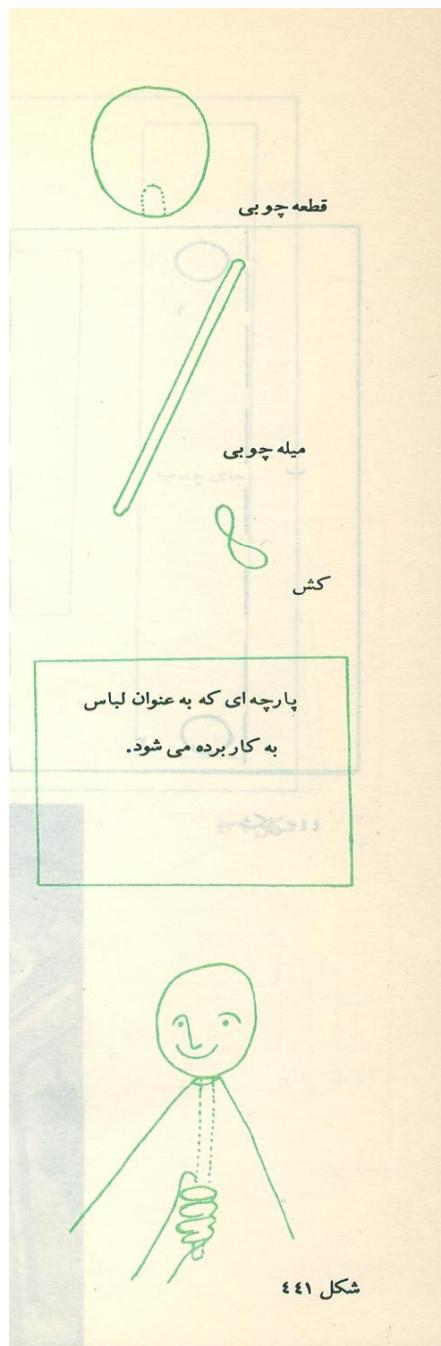 قطعه چوبی
میله چوبی
کش
پارچه ای که به عنوان لباس
به کار برده می شود.
شکل ٤٤١